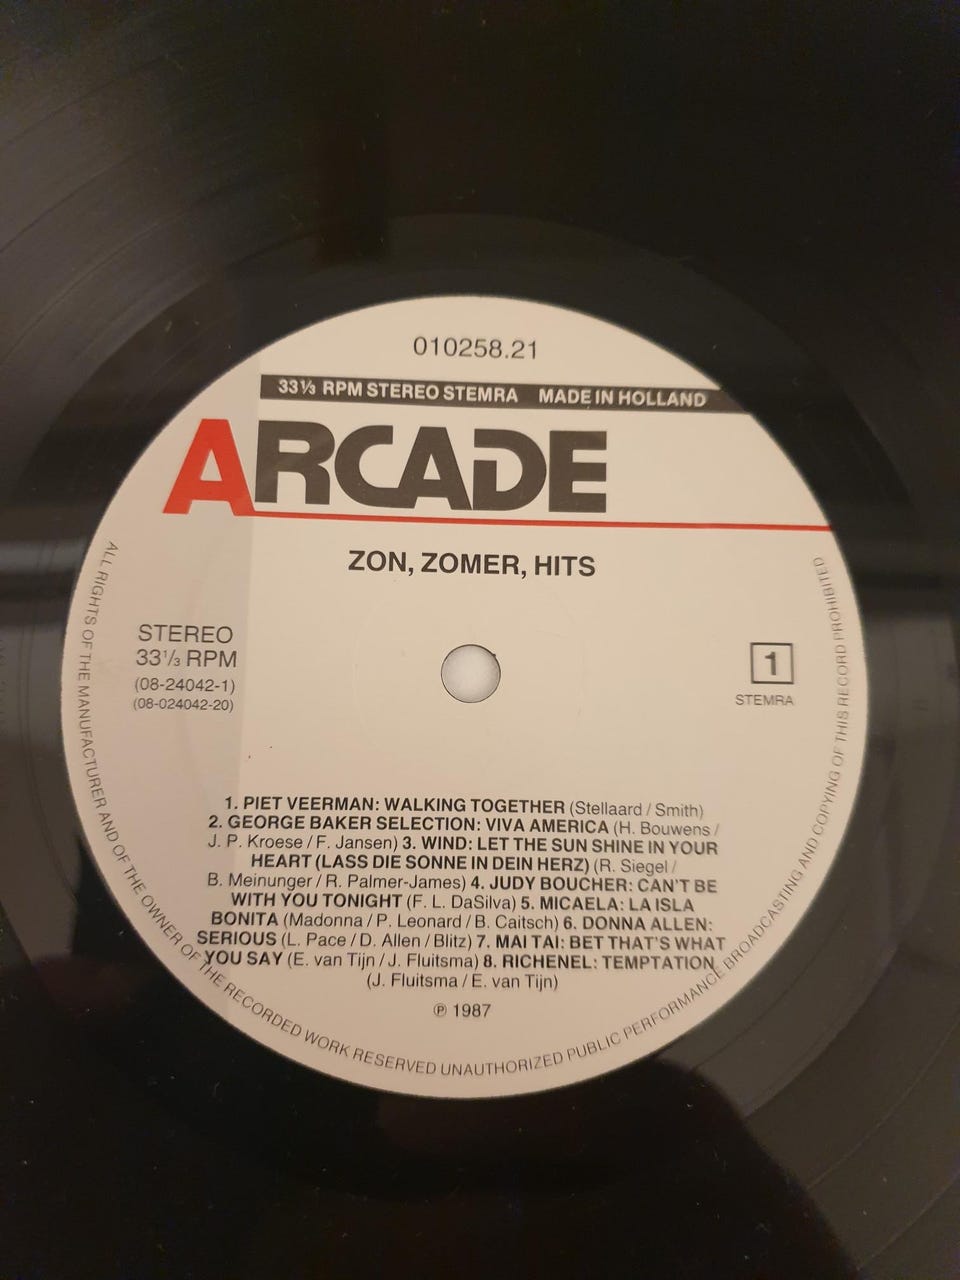 010258.21
33⅓ RPM STEREO STEMRA MADE IN HOLLAND
ARCADE
ZON, ZOMER, HITS
STEREO
33⅓ RPM
(08-24042-1)
(08-024042-20)
1
STEMRA
1. PIET VEERMAN: WALKING TOGETHER (Stellaard / Smith)
2. GEORGE BAKER SELECTION: VIVA AMERICA (H. Bouwens /
J. P. Kroese / F. Jansen) 3. WIND: LET THE SUN SHINE IN YOUR
HEART (LASS DIE SONNE IN DEIN HERZ) (R. Siegel /
B. Meinunger / R. Palmer-James) 4. JUDY BOUCHER: CAN'T BE
WITH YOU TONIGHT (F. L. DaSilva) 5. MICAELA: LA ISLA
BONITA (Madonna / P. Leonard / B. Caitsch) 6. DONNA ALLEN:
SERIOUS (L. Pace / D. Allen / Blitz) 7. MAI TAI: BET THAT'S WHAT
YOU SAY (E. van Tijn / J. Fluitsma) 8. RICHENEL: TEMPTATION
(J. Fluitsma / E. van Tijn)
℗ 1987
ALL RIGHTS OF THE MANUFACTURER AND OF THE OWNER OF THE RECORDED WORK RESERVED UNAUTHORIZED PUBLIC PERFORMANCE BROADCASTING AND COPYING OF THIS RECORD PROHIBITED